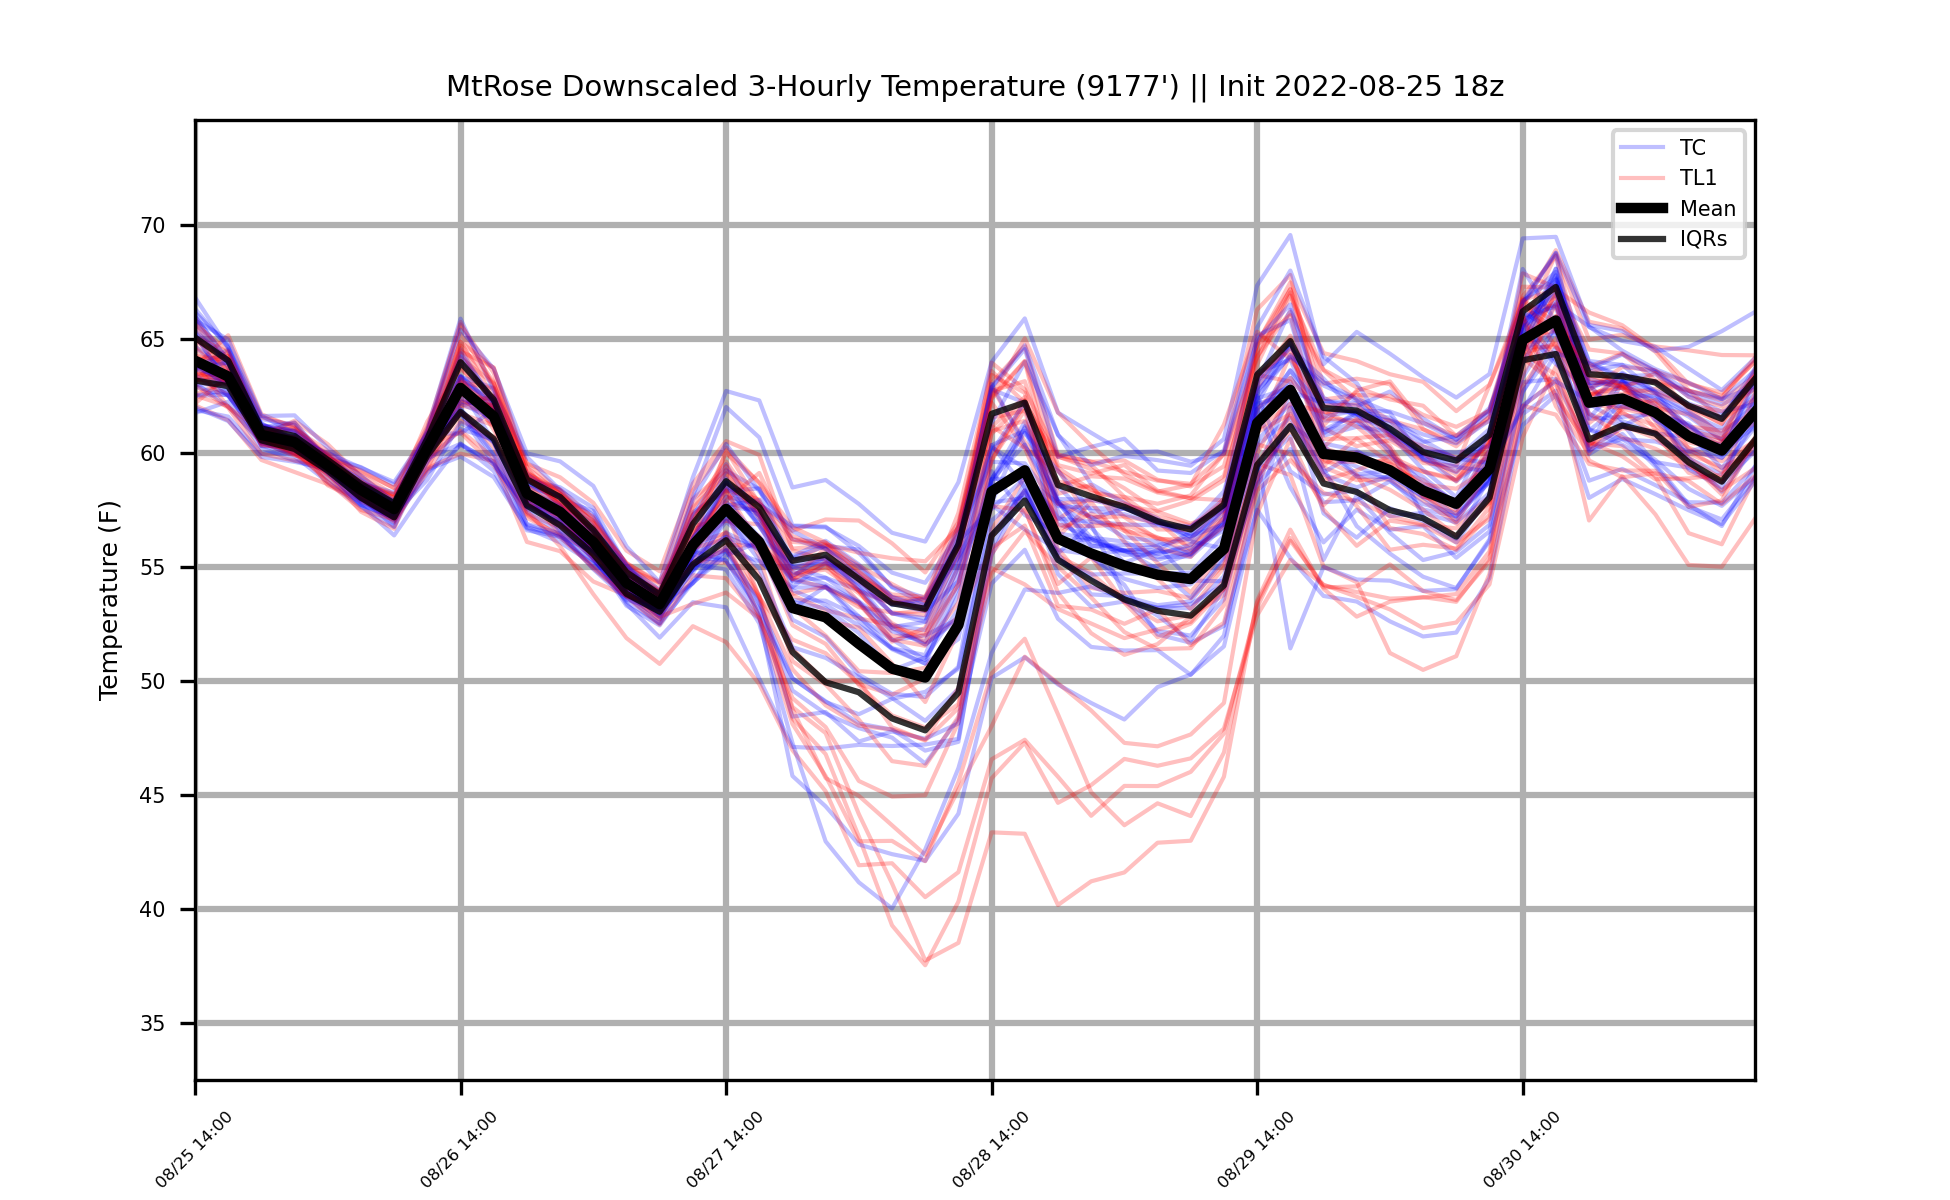 MtRose Downscaled 3-Hourly Temperature (9177') || Init 2022-08-25 18z
TC
TL1
Mean
IQRs
Temperature (F)
70
65
60
55
50
45
40
35
08/25 14:00
08/26 14:00
08/27 14:00
08/28 14:00
08/29 14:00
08/30 14:00